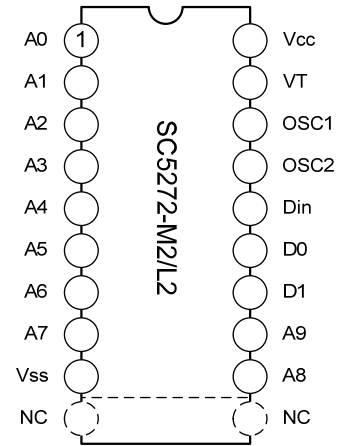 A0 1 Vcc
A1 VT
A2 OSC1
A3 OSC2
A4 Din
A5 D0
A6 D1
A7 A9
Vss A8
NC NC
SC5272-M2/L2